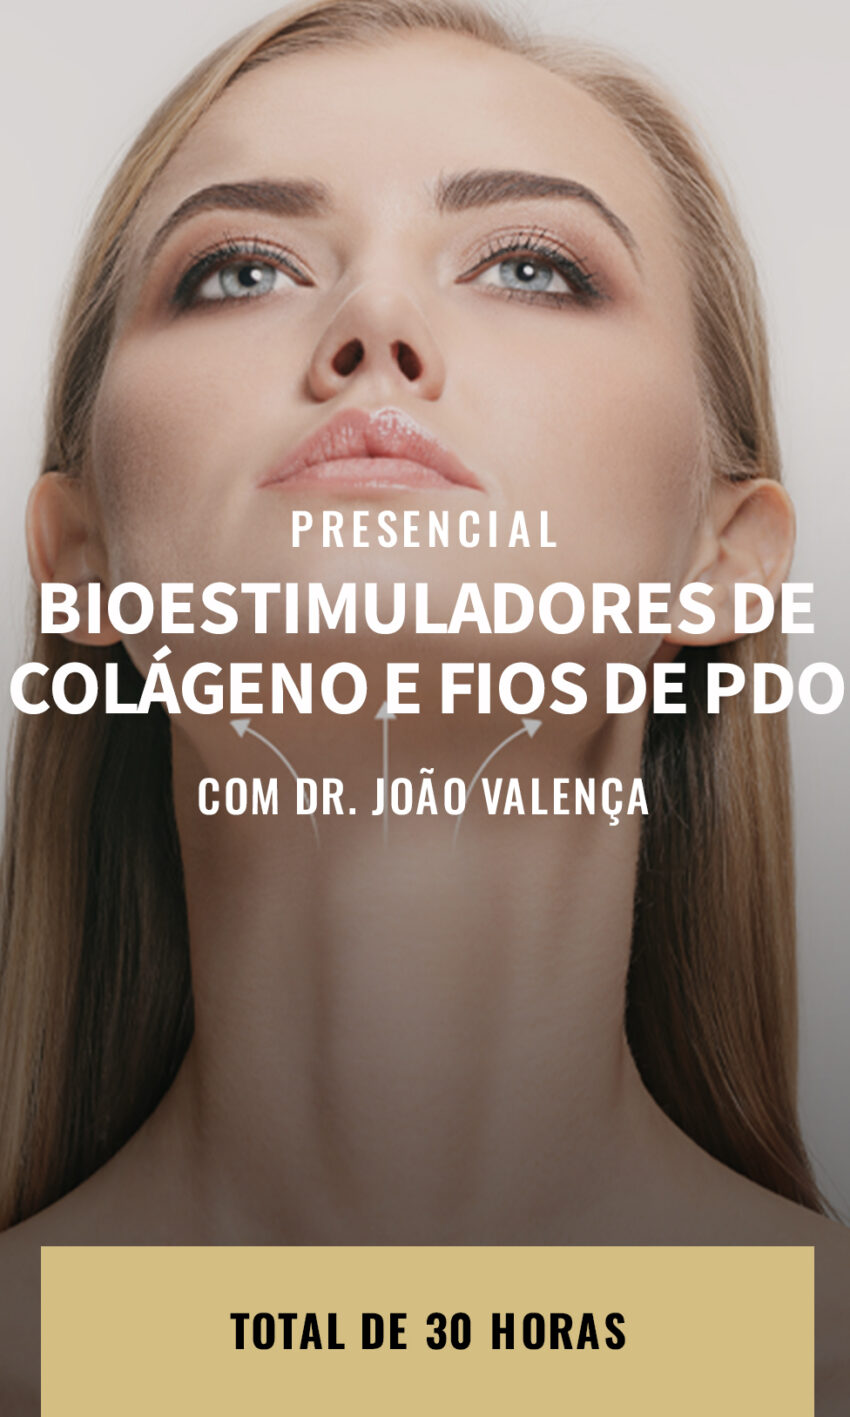 PRESENCIAL
BIOESTIMULADORES DE
COLÁGENO E FIOS DE PDO
COM DR. JOÃO VALENÇA
TOTAL DE 30 HORAS